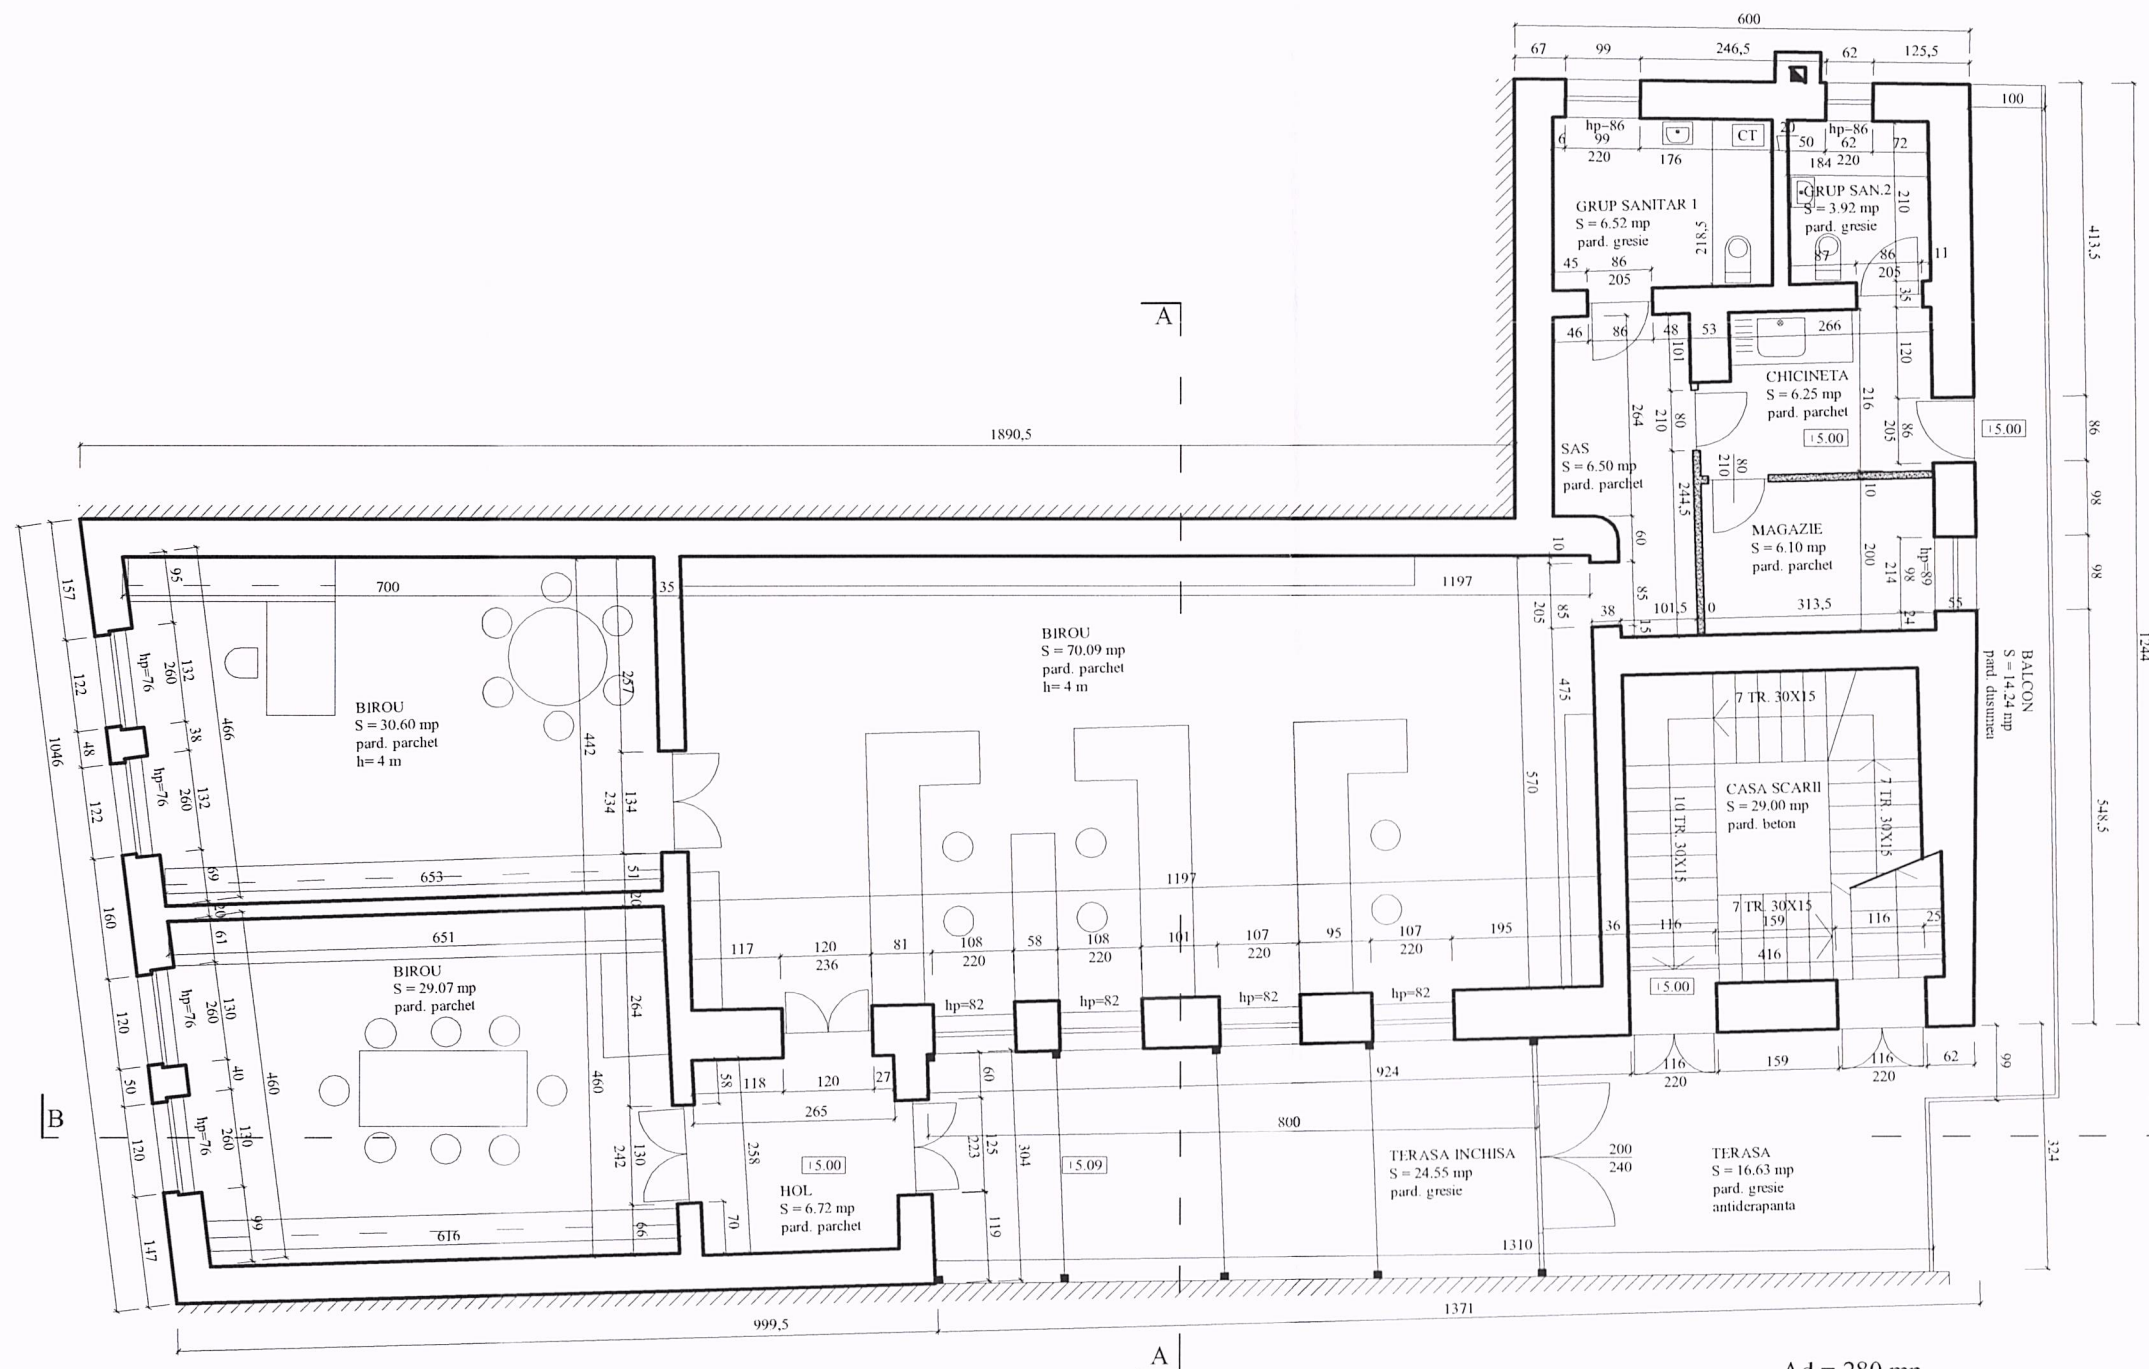 600
67
99
246,5
62
125,5
100
hp-86
99
220
6
176
CT
20
50
hp-86
62
220
72
184
GRUP SANITAR 1
S = 6.52 mp
pard. gresie
218,5
GRUP SAN.2
S = 3.92 mp
pard. gresie
210
45
86
205
87
86
205
11
35
413,5
46
86
48
53
266
101
120
CHICINETA
S = 6.25 mp
pard. parchet
5.00
264
210
80
216
205
86
5.00
86
SAS
S = 6.50 mp
pard. parchet
80
210
244,5
10
98
MAGAZIE
S = 6.10 mp
pard. parchet
200
214
98
hp=89
98
60
10
85
38
101,5
0
313,5
55
24
15
1244
BALCON
S = 14.24 mp
pard. dusumea
A
1890,5
157
95
700
35
1197
205
85
122
hp=76
260
132
466
257
48
38
1046
122
hp=76
260
132
BIROU
S = 30.60 mp
pard. parchet
h= 4 m
442
234
134
BIROU
S = 70.09 mp
pard. parchet
h= 4 m
475
570
7 TR. 30X15
CASA SCARII
S = 29.00 mp
pard. beton
10 TR. 30X15
7 TR. 30X15
7 TR. 30X15
548,5
69
653
51
20
20
160
61
1197
651
117
120
236
81
108
220
58
108
220
101
107
220
95
107
220
195
36
116
159
116
25
416
5.00
BIROU
S = 29.07 mp
pard. parchet
264
hp=82
hp=82
hp=82
hp=82
120
hp=76
260
130
50
40
460
460
120
hp=76
260
130
58
118
120
27
265
60
924
116
220
159
116
220
62
99
B
242
130
258
5.00
223
125
304
800
5.09
TERASA INCHISA
S = 24.55 mp
pard. gresie
200
240
TERASA
S = 16.63 mp
pard. gresie
antiderapanta
324
HOL
S = 6.72 mp
pard. parchet
147
99
616
66
70
119
1310
999,5
1371
A
Ad = 280 mp